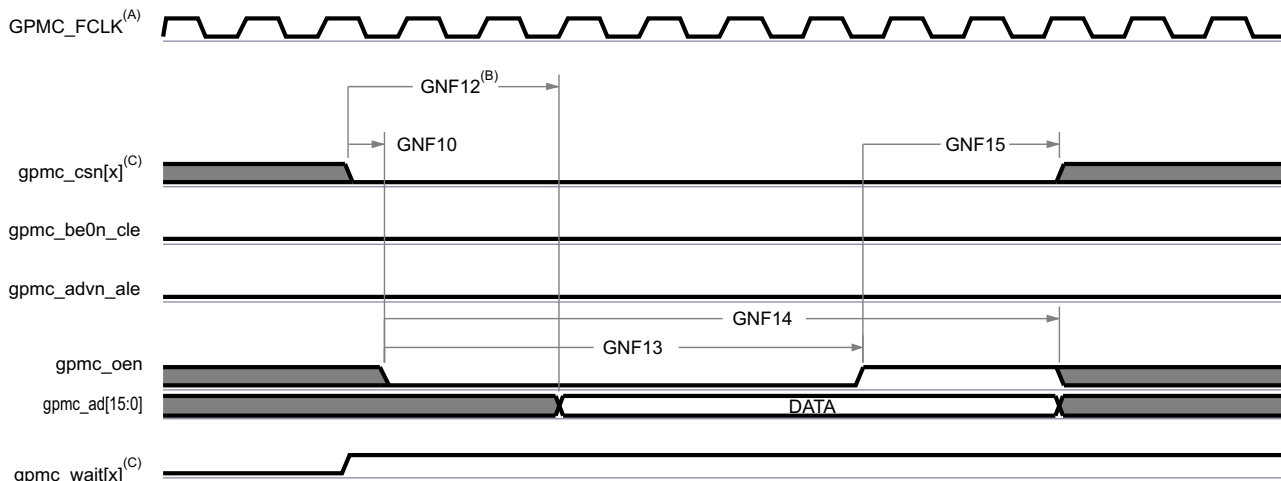 GPMC_FCLK(A)
GNF12(B)
GNF10
GNF15
gpmc_csn[x](C)
gpmc_be0n_cle
gpmc_advn_ale
GNF14
GNF13
gpmc_oen
gpmc_ad[15:0]
DATA
gpmc_wait[x](C)